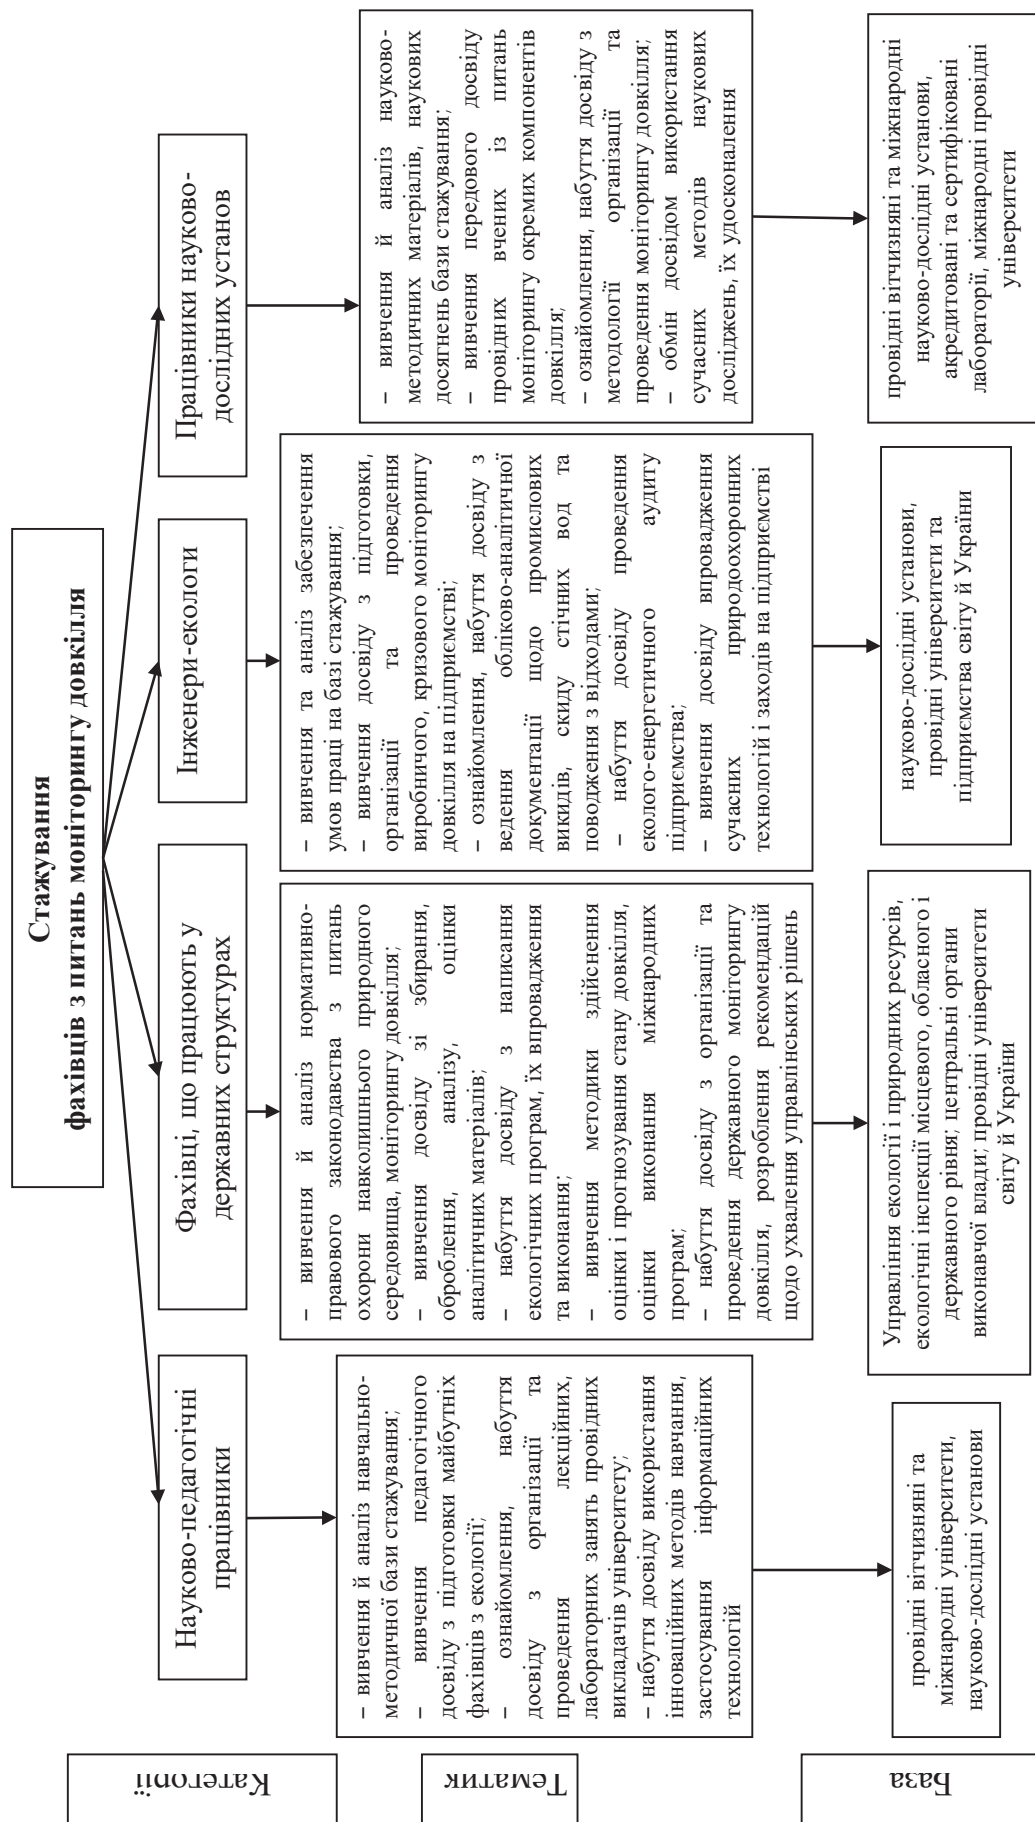 Стажування
фахівців з питань моніторингу довкілля
Категорії
Науково-педагогічні
працівники
Фахівці, що працюють у
державних структурах
Інженери-екологи
Працівники науково-
дослідних установ
Тематик
– вивчення й аналіз навчально-
методичної бази стажування;
– вивчення педагогічного
досвіду з підготовки майбутніх
фахівців з екології;
– ознайомлення, набуття
досвіду з організації та
проведення лекційних,
лабораторних занять провідних
викладачів університету;
– набуття досвіду використання
інноваційних методів навчання,
застосування інформаційних
технологій
– вивчення й аналіз нормативно-
правового законодавства з питань
охорони навколишнього природного
середовища, моніторингу довкілля;
– вивчення досвіду зі збирання,
оброблення, аналізу, оцінки
аналітичних матеріалів;
– набуття досвіду з написання
екологічних програм, їх впровадження
та виконання;
– вивчення методики здійснення
оцінки і прогнозування стану довкілля,
оцінки виконання міжнародних
програм;
– набуття досвіду з організації та
проведення державного моніторингу
довкілля, розроблення рекомендацій
щодо ухвалення управлінських рішень
– вивчення та аналіз забезпечення
умов праці на базі стажування;
– вивчення досвіду з підготовки,
організації та проведення
виробничого, кризового моніторингу
довкілля на підприємстві;
– ознайомлення, набуття досвіду з
ведення обліково-аналітичної
документації щодо промислових
викидів, скиду стічних вод та
поводження з відходами;
– набуття досвіду проведення
еколого-енергетичного аудиту
підприємства;
– вивчення досвіду впровадження
сучасних природоохоронних
технологій і заходів на підприємстві
– вивчення й аналіз науково-
методичних матеріалів, наукових
досягнень бази стажування;
– вивчення передового досвіду
провідних вчених із питань
моніторингу окремих компонентів
довкілля;
– ознайомлення, набуття досвіду з
методології організації та
проведення моніторингу довкілля;
– обмін досвідом використання
сучасних методів наукових
досліджень, їх удосконалення
База
провідні вітчизняні та
міжнародні університети,
науково-дослідні установи
Управління екології і природних ресурсів,
екологічні інспекції місцевого, обласного і
державного рівня; центральні органи
виконавчої влади; провідні університети
світу й України
науково-дослідні установи,
провідні університети та
підприємства світу й України
провідні вітчизняні та міжнародні
науково-дослідні установи,
акредитовані та сертифіковані
лабораторії, міжнародні провідні
університети